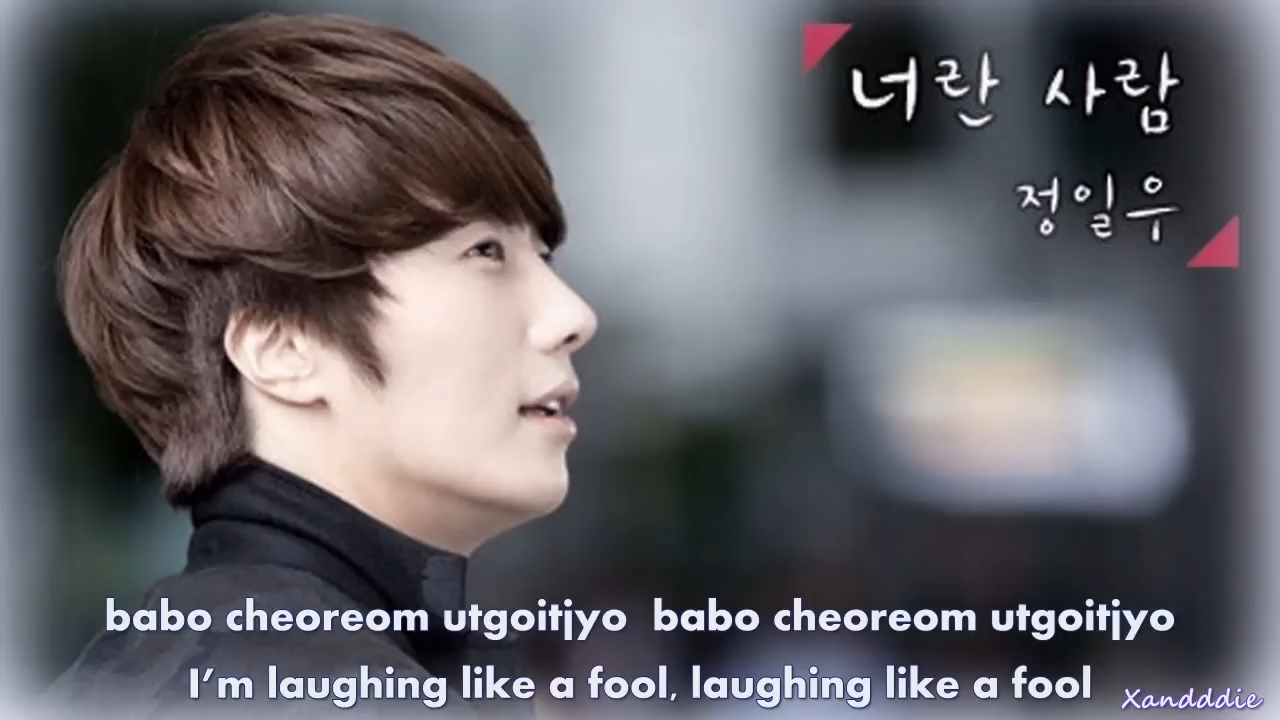 너란 사람
정일우
babo cheoreom utgoitjyo babo cheoreom utgoitjyo
I'm laughing like a fool, laughing like a fool
Xandddie